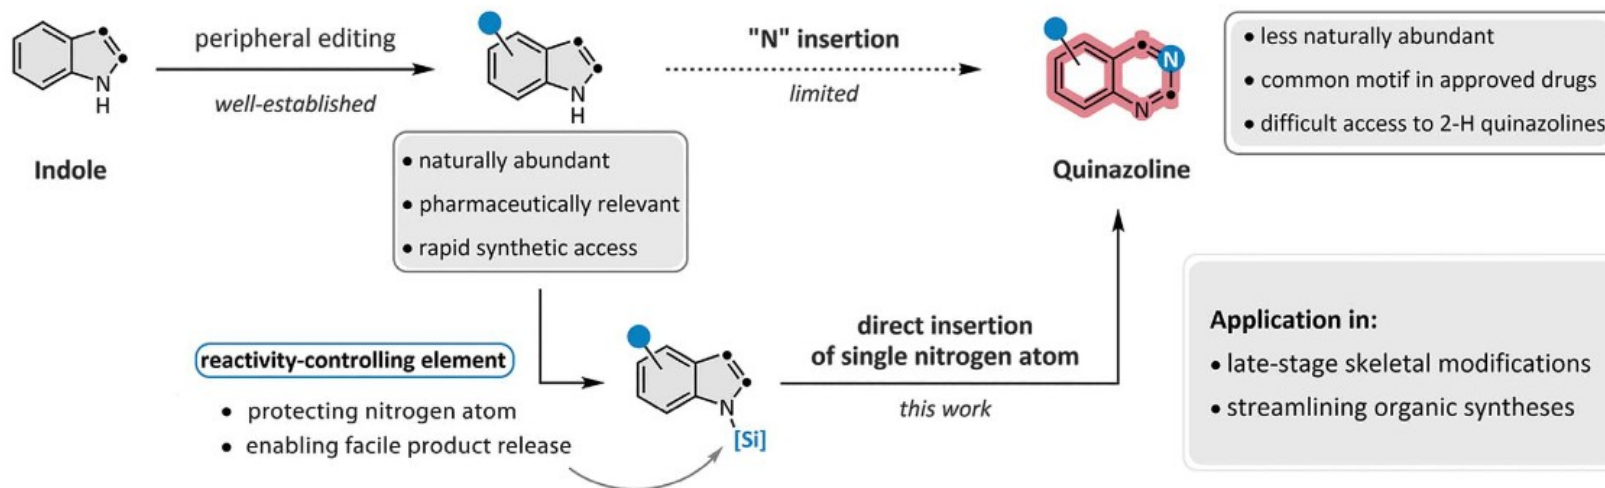 peripheral editing
well-established
"N" insertion
limited
N
H
N
H
N
N
Indole
Quinazoline
• less naturally abundant
• common motif in approved drugs
• difficult access to 2-H quinazolines
• naturally abundant
• pharmaceutically relevant
• rapid synthetic access
reactivity-controlling element
• protecting nitrogen atom
• enabling facile product release
N
[Si]
direct insertion
of single nitrogen atom
this work
Application in:
• late-stage skeletal modifications
• streamlining organic syntheses